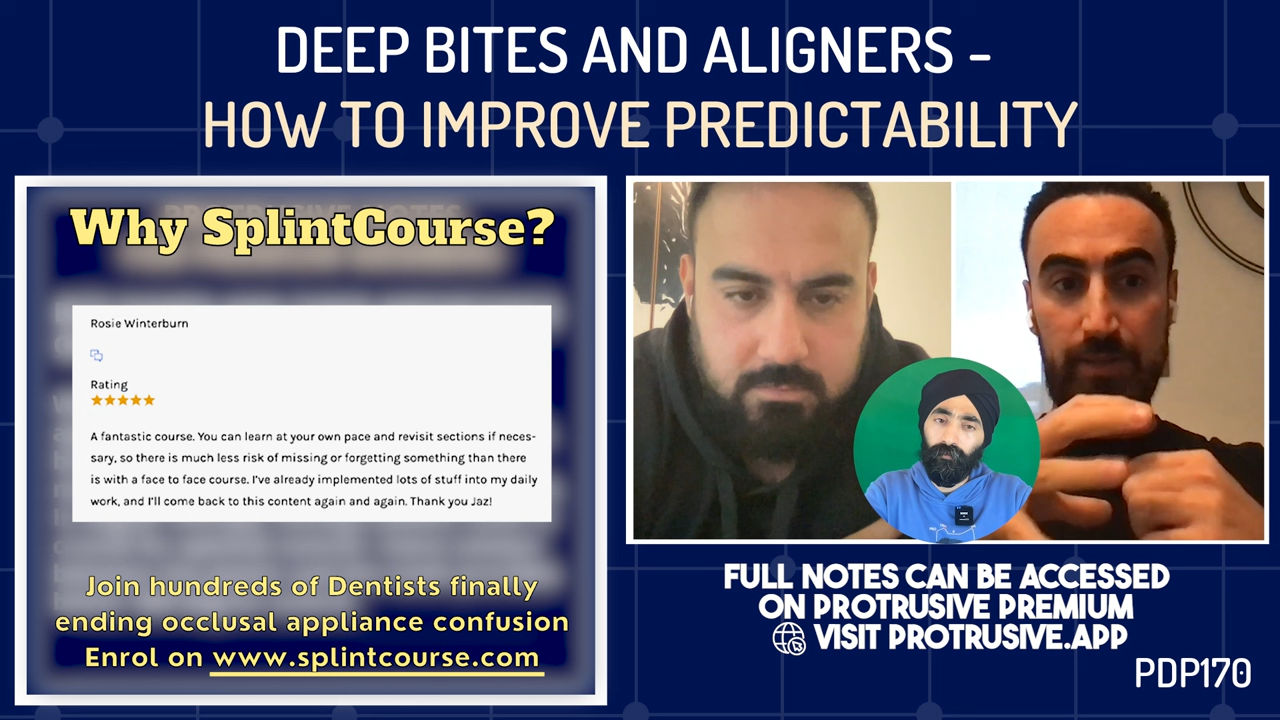 DEEP BITES AND ALIGNERS -
HOW TO IMPROVE PREDICTABILITY
Why SplintCourse?
Rosie Winterburn
Rating
A fantastic course. You can learn at your own pace and revisit sections if neces-
sary, so there is much less risk of missing or forgetting something than there
is with a face to face course. I've already implemented lots of stuff into my daily
work, and I'll come back to this content again and again. Thank you Jaz!
Join hundreds of Dentists finally
ending occlusal appliance confusion
Enrol on www.splintcourse.com
FULL NOTES CAN BE ACCESSED
ON PROTRUSIVE PREMIUM
VISIT PROTRUSIVE.APP
PDP170